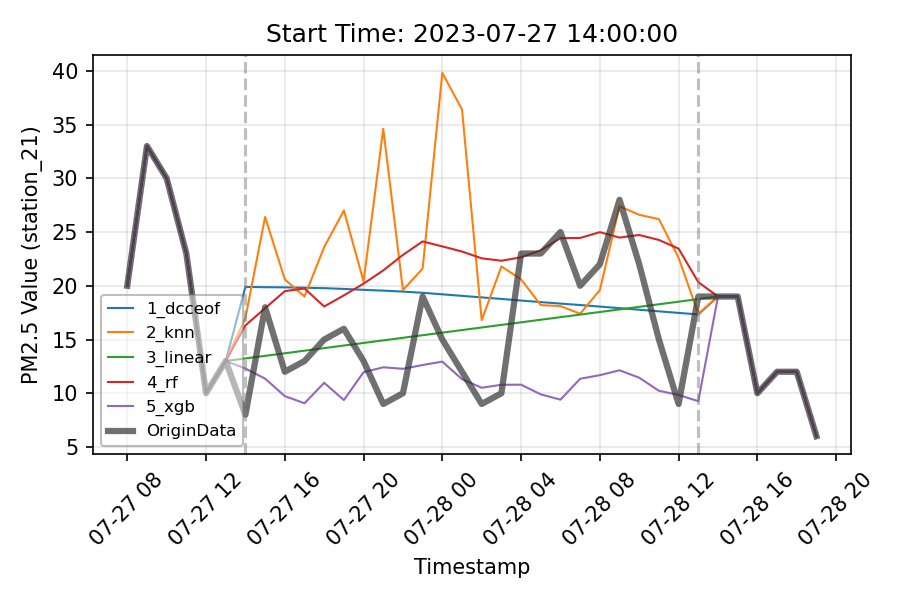 Start Time: 2023-07-27 14:00:00
PM2.5 Value (station_21)
40
35
30
25
20
15
10
5
1_dcceof
2_knn
3_linear
4_rf
5_xgb
OriginData
07-27 08
07-27 12
07-27 16
07-27 20
07-28 00
07-28 04
07-28 08
07-28 12
07-28 16
07-28 20
Timestamp